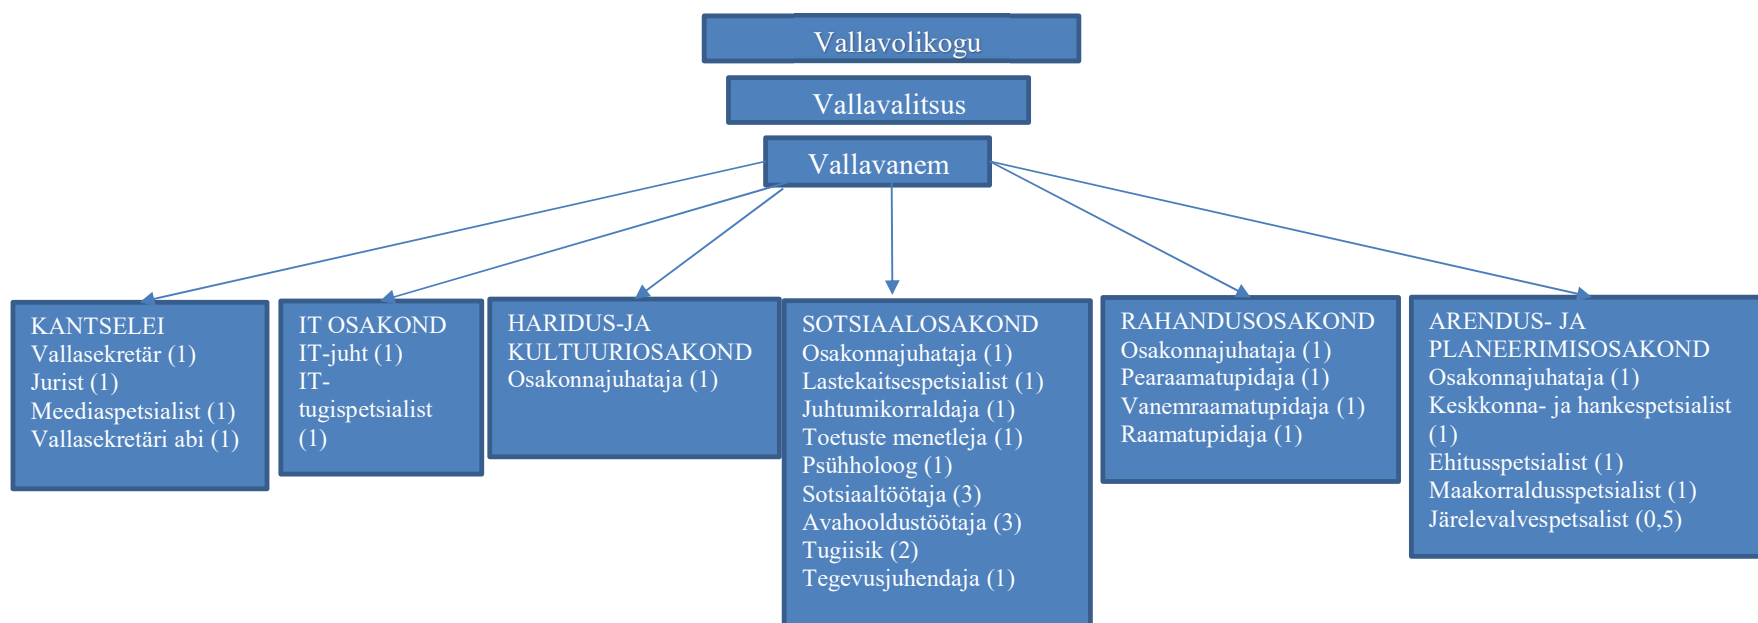 Vallavolikogu
Vallavalitsus
Vallavanem
KANTSELEI
Vallasekretär (1)
Jurist (1)
Meediaspetsialist (1)
Vallasekretäri abi (1)
IT OSAKOND
IT-juht (1)
IT-
tugispetsialist
(1)
HARIDUS-JA
KULTUURIOSAKOND
Osakonnajuhataja (1)
SOTSIAALOSAKOND
Osakonnajuhataja (1)
Lastekaitsespetsialist (1)
Juhtumikorraldaja (1)
Toetuste menetleja (1)
Psühholoog (1)
Sotsiaaltöötaja (3)
Avahooldustöötaja (3)
Tugiisik (2)
Tegevusjuhendaja (1)
RAHANDUSOSAKOND
Osakonnajuhataja (1)
Pearaamatupidaja (1)
Vanemraamatupidaja (1)
Raamatupidaja (1)
ARENDUS- JA
PLANEERIMISOSAKOND
Osakonnajuhataja (1)
Keskkonna- ja hankespetsialist
(1)
Ehitusspetsialist (1)
Maakorraldusspetsialist (1)
Järelevalvespetsalist (0,5)